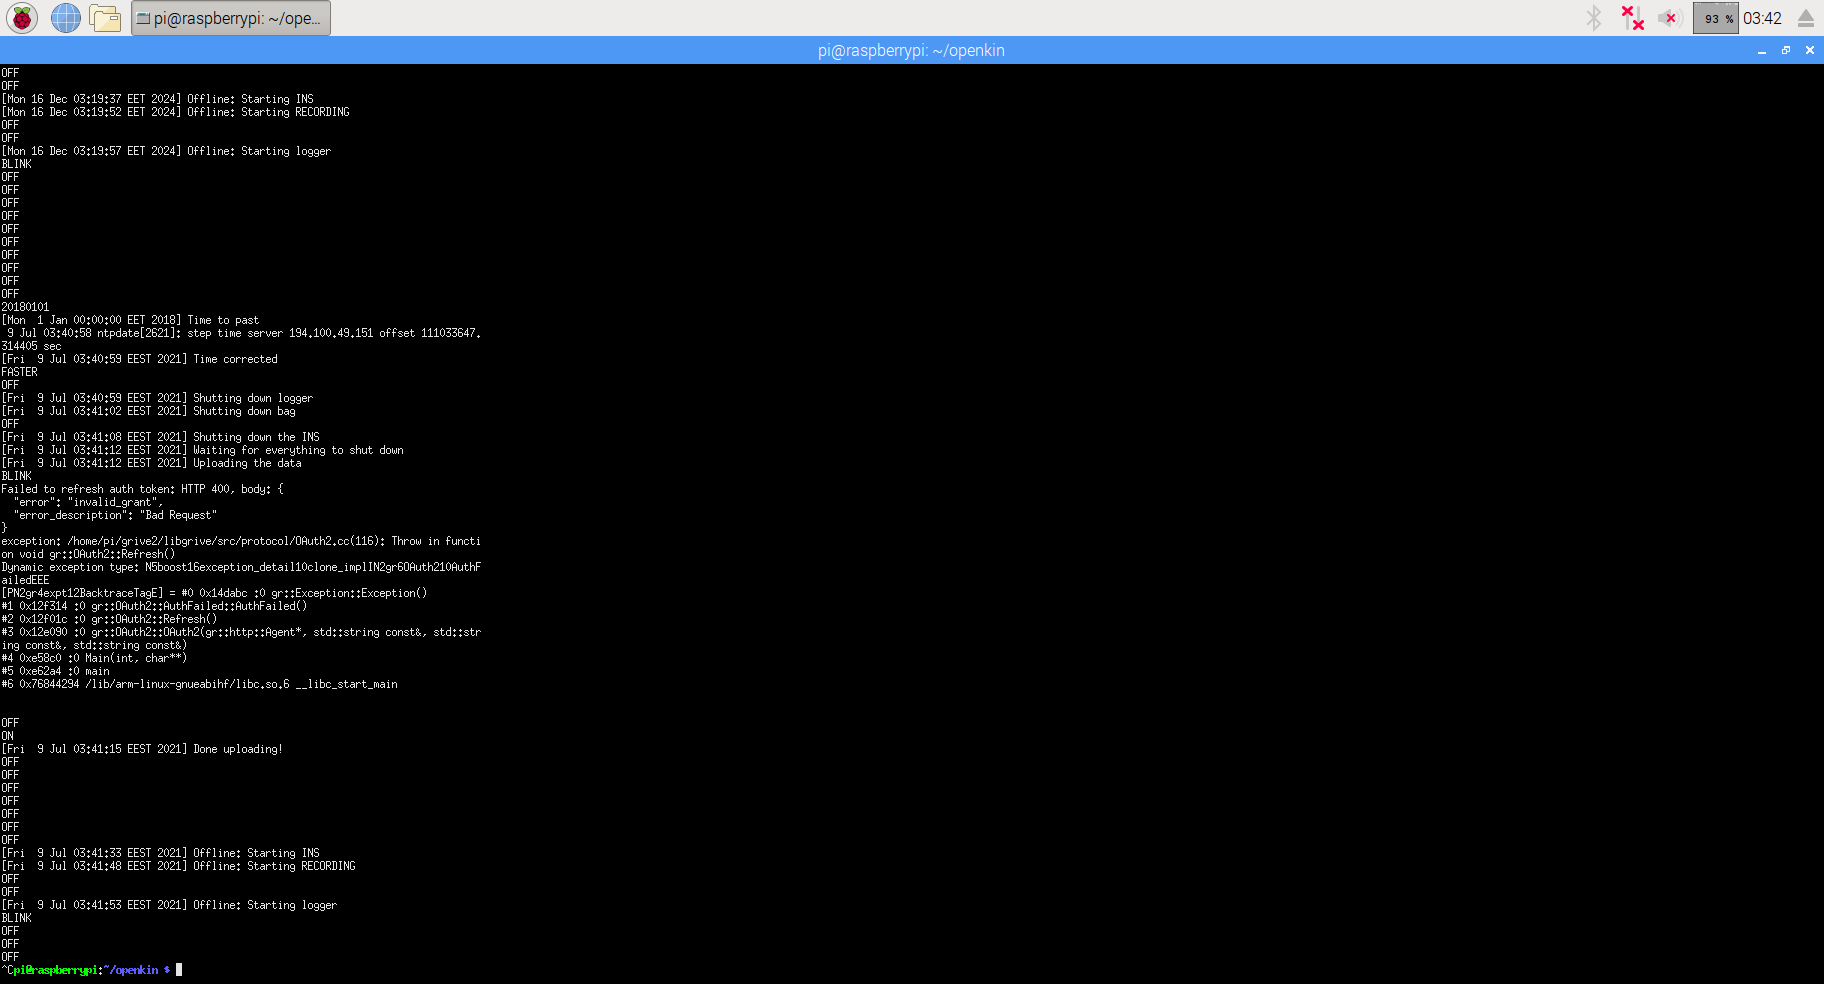 pi@raspberrypi: ~/ope...
93 %
03:42
pi@raspberrypi: ~/openkin
OFF
OFF
[Mon 16 Dec 03:19:37 EET 2024] Offline: Starting INS
[Mon 16 Dec 03:19:52 EET 2024] Offline: Starting RECORDING
OFF
OFF
[Mon 16 Dec 03:19:57 EET 2024] Offline: Starting logger
BLINK
OFF
OFF
OFF
OFF
OFF
OFF
OFF
OFF
OFF
OFF
20180101
[Mon  1 Jan 00:00:00 EET 2018] Time to past
 9 Jul 03:40:58 ntpdate[2621]: step time server 194.100.49.151 offset 111033647.
314405 sec
[Fri  9 Jul 03:40:59 EEST 2021] Time corrected
FASTER
OFF
[Fri  9 Jul 03:40:59 EEST 2021] Shutting down logger
[Fri  9 Jul 03:41:02 EEST 2021] Shutting down bag
OFF
[Fri  9 Jul 03:41:08 EEST 2021] Shutting down the INS
[Fri  9 Jul 03:41:12 EEST 2021] Waiting for everything to shut down
[Fri  9 Jul 03:41:12 EEST 2021] Uploading the data
BLINK
Failed to refresh auth token: HTTP 400, body: {
  "error": "invalid_grant",
  "error_description": "Bad Request"
}
exception: /home/pi/grive2/libgrive/src/protocol/OAuth2.cc(116): Throw in functi
on void gr::OAuth2::Refresh()
Dynamic exception type: N5boost16exception_detail10clone_implIN2gr6OAuth210AuthF
ailedEEE
[PN2gr4expt12BacktraceTagE] = #0 0x14dabc :0 gr::Exception::Exception()
#1 0x12f314 :0 gr::OAuth2::AuthFailed::AuthFailed()
#2 0x12f01c :0 gr::OAuth2::Refresh()
#3 0x12e090 :0 gr::OAuth2::OAuth2(gr::http::Agent*, std::string const&, std::str
ing const&, std::string const&)
#4 0xe58c0 :0 Main(int, char**)
#5 0xe62a4 :0 main
#6 0x76844294 /lib/arm-linux-gnueabihf/libc.so.6 __libc_start_main
OFF
ON
[Fri  9 Jul 03:41:15 EEST 2021] Done uploading!
OFF
OFF
OFF
OFF
OFF
OFF
OFF
[Fri  9 Jul 03:41:33 EEST 2021] Offline: Starting INS
[Fri  9 Jul 03:41:48 EEST 2021] Offline: Starting RECORDING
OFF
OFF
[Fri  9 Jul 03:41:53 EEST 2021] Offline: Starting logger
BLINK
OFF
OFF
OFF
^Cpi@raspberrypi:~/openkin $